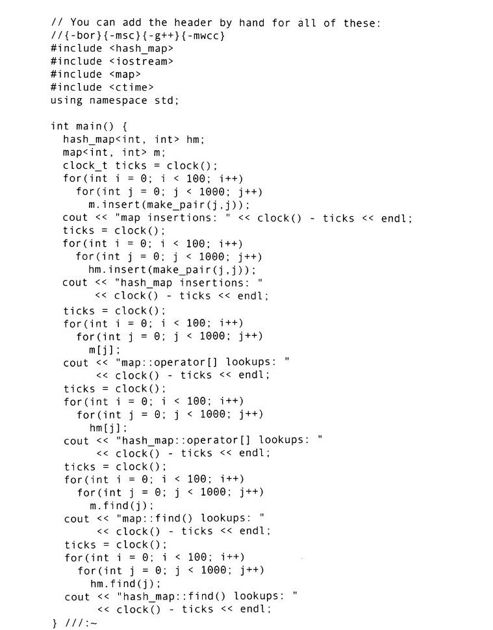 // You can add the header by hand for all of these:
//{-bor}{-msc}{-g++}{-mwcc}
#include <hash_map>
#include <iostream>
#include <map>
#include <ctime>
using namespace std;

int main() {
  hash_map<int, int> hm;
  map<int, int> m;
  clock_t ticks = clock();
  for(int i = 0; i < 100; i++)
    for(int j = 0; j < 1000; j++)
      m.insert(make_pair(j,j));
  cout << "map insertions: " << clock() - ticks << endl;
  ticks = clock();
  for(int i = 0; i < 100; i++)
    for(int j = 0; j < 1000; j++)
      hm.insert(make_pair(j,j));
  cout << "hash_map insertions: "
       << clock() - ticks << endl;
  ticks = clock();
  for(int i = 0; i < 100; i++)
    for(int j = 0; j < 1000; j++)
      m[j];
  cout << "map::operator[] lookups: "
       << clock() - ticks << endl;
  ticks = clock();
  for(int i = 0; i < 100; i++)
    for(int j = 0; j < 1000; j++)
      hm[j];
  cout << "hash_map::operator[] lookups: "
       << clock() - ticks << endl;
  ticks = clock();
  for(int i = 0; i < 100; i++)
    for(int j = 0; j < 1000; j++)
      m.find(j);
  cout << "map::find() lookups: "
       << clock() - ticks << endl;
  ticks = clock();
  for(int i = 0; i < 100; i++)
    for(int j = 0; j < 1000; j++)
      hm.find(j);
  cout << "hash_map::find() lookups: "
       << clock() - ticks << endl;
} ///:~